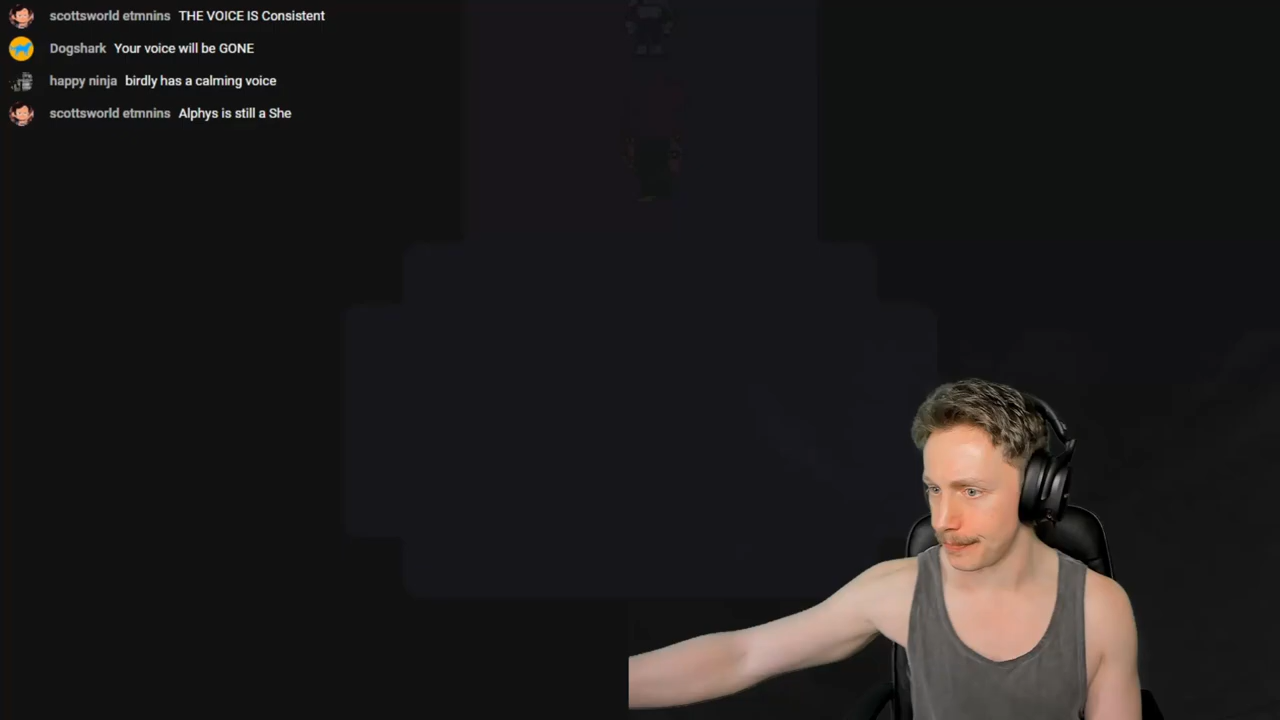 scottsworld etmnins THE VOICE IS Consistent
Dogshark Your voice will be GONE
happy ninja birdly has a calming voice
scottsworld etmnins Alphys is still a She